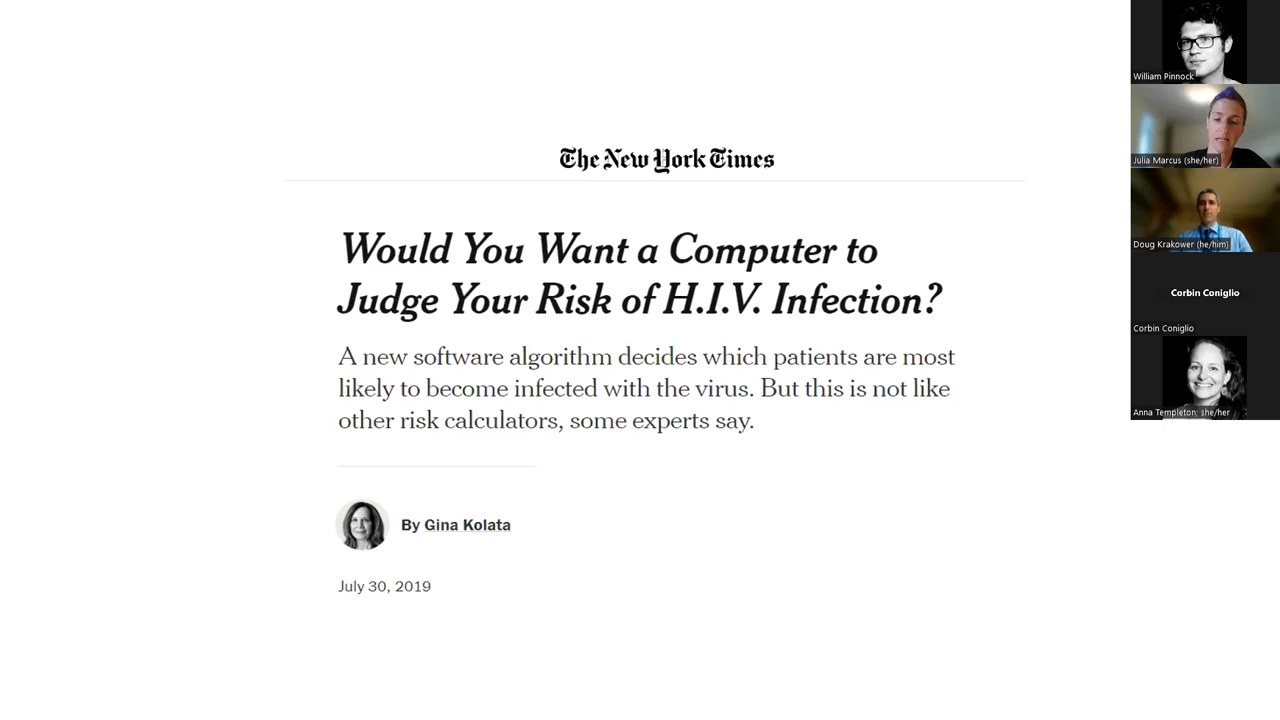 The New York Times
Would You Want a Computer to
Judge Your Risk of H.I.V. Infection?
A new software algorithm decides which patients are most
likely to become infected with the virus. But this is not like
other risk calculators, some experts say.
By Gina Kolata
July 30, 2019
William Pinnock
Julia Marcus (she/her)
Doug Krakower (he/him)
Corbin Coniglio
Corbin Coniglio
Anna Templeton: she/her